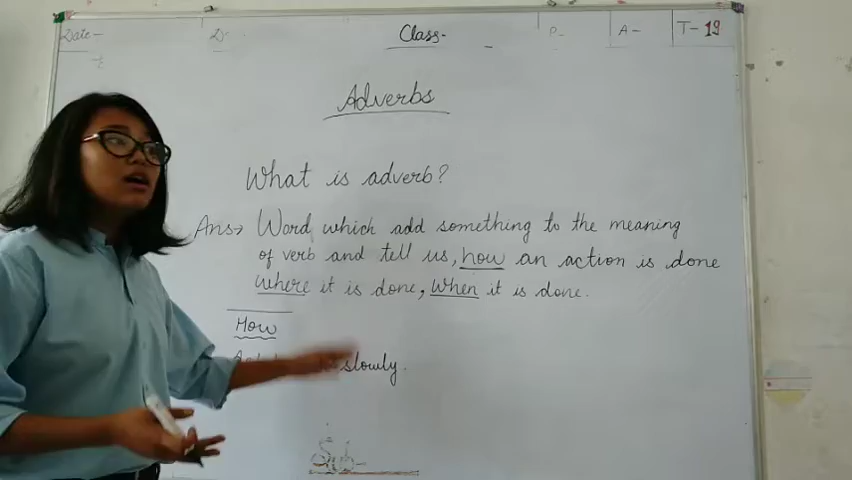 Date-
D-
Class-
P-
A-
T-19
Adverbs
What is adverb?
Ans→ Word which add something to the meaning
of verb and tell us, how an action is done
where it is done, When it is done.
How
slowly.
Sub-